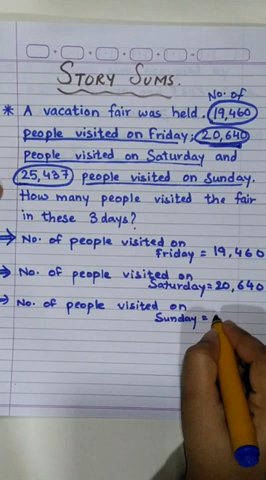 STORY SUMS.
No. of
* A vacation fair was held. 19,460
people visited on Friday; 20,640
people visited on Saturday and
25,437 people visited on Sunday.
How many people visited the fair
in these 3 days?
→ No. of people visited on
Friday = 19,460
→ No. of people visited on
Saturday = 20,640
→ No. of people visited on
Sunday =